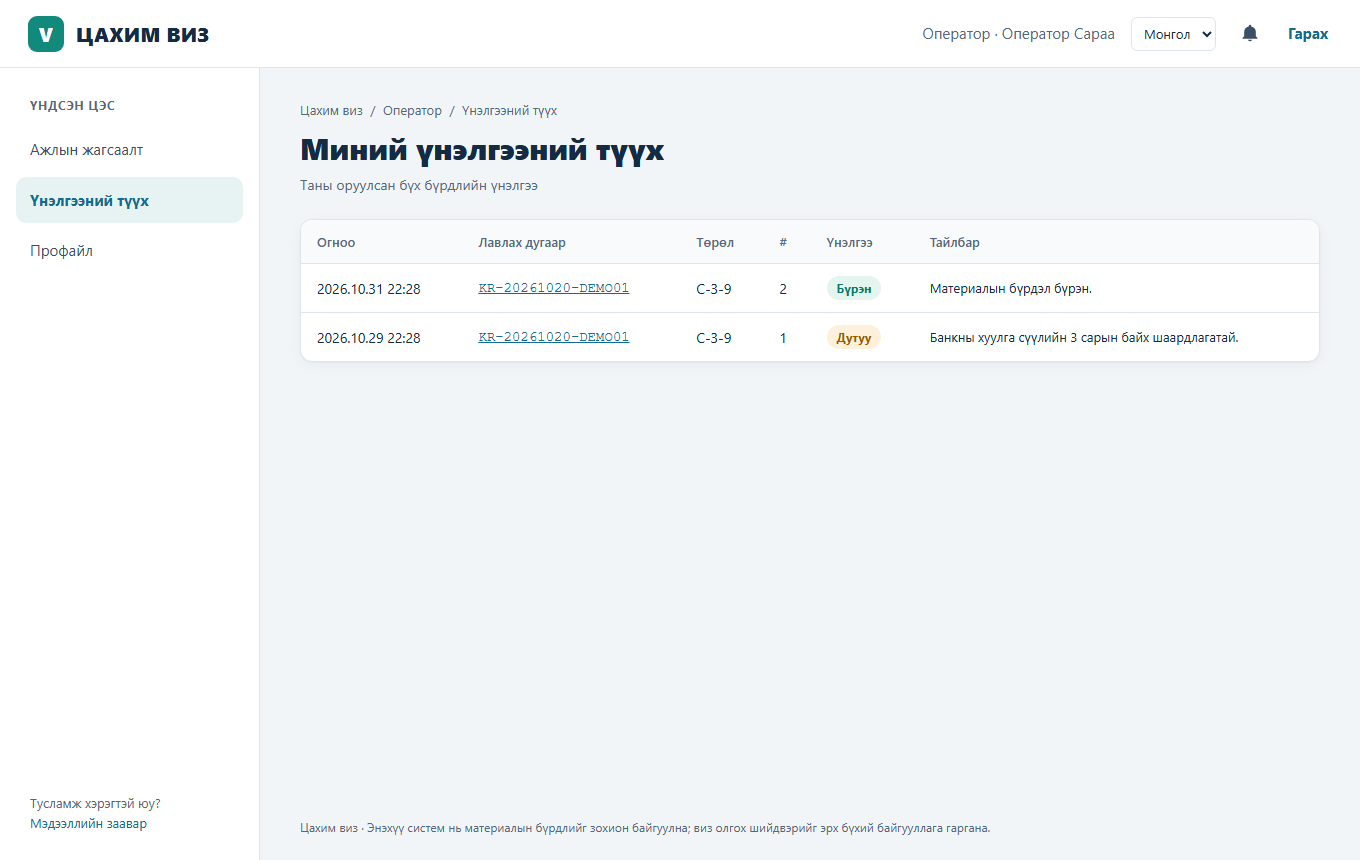 V ЦАХИМ ВИЗ
Оператор · Оператор Сараа Монгол Гарах
ҮНДСЭН ЦЭС
Ажлын жагсаалт
Үнэлгээний түүх
Профайл
Тусламж хэрэгтэй юу?
Мэдээллийн заавар
Цахим виз / Оператор / Үнэлгээний түүх
Миний үнэлгээний түүх
Таны оруулсан бүх бүрдлийн үнэлгээ
Огноо Лавлах дугаар Төрөл # Үнэлгээ Тайлбар
2026.10.31 22:28 KR-20261020-DEMO01 C-3-9 2 Бүрэн Материалын бүрдэл бүрэн.
2026.10.29 22:28 KR-20261020-DEMO01 C-3-9 1 Дутуу Банкны хуулга сүүлийн 3 сарын байх шаардлагатай.
Цахим виз · Энэхүү систем нь материалын бүрдлийг зохион байгуулна; виз олгох шийдвэрийг эрх бүхий байгууллага гаргана.